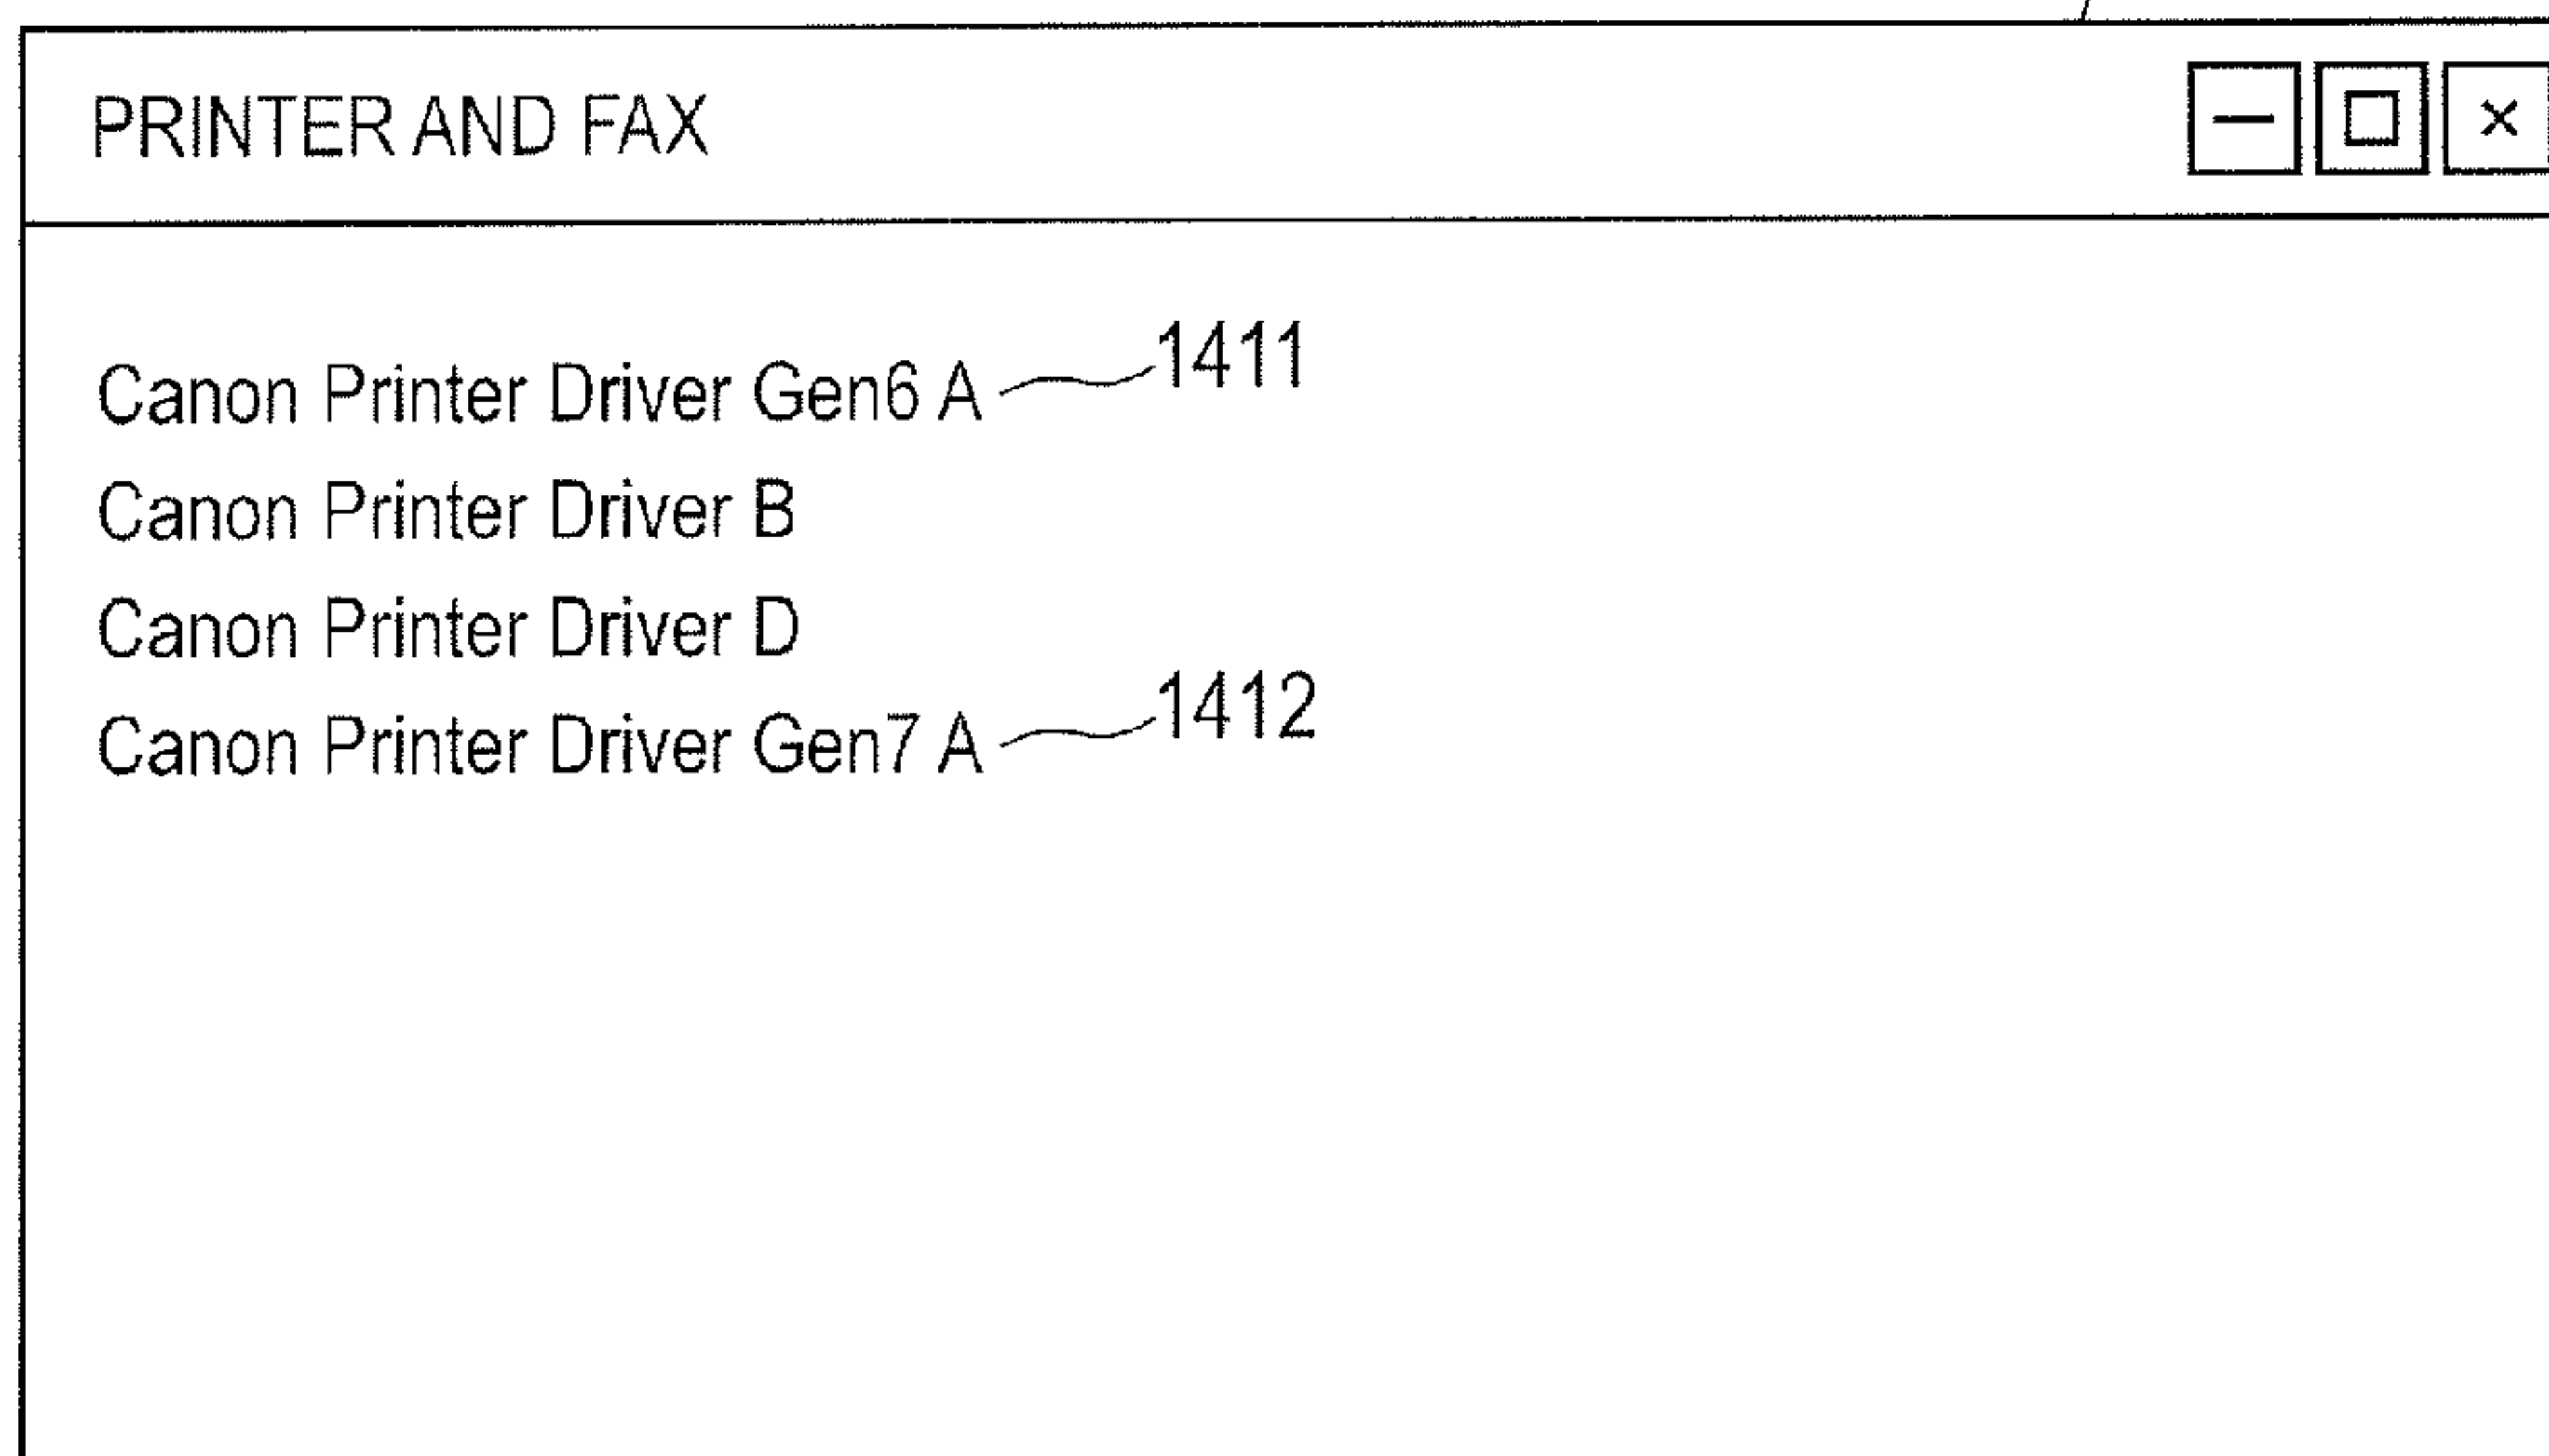 PRINTER AND FAX
Canon Printer Driver Gen6 A 1411
Canon Printer Driver B
Canon Printer Driver D
Canon Printer Driver Gen7 A 1412